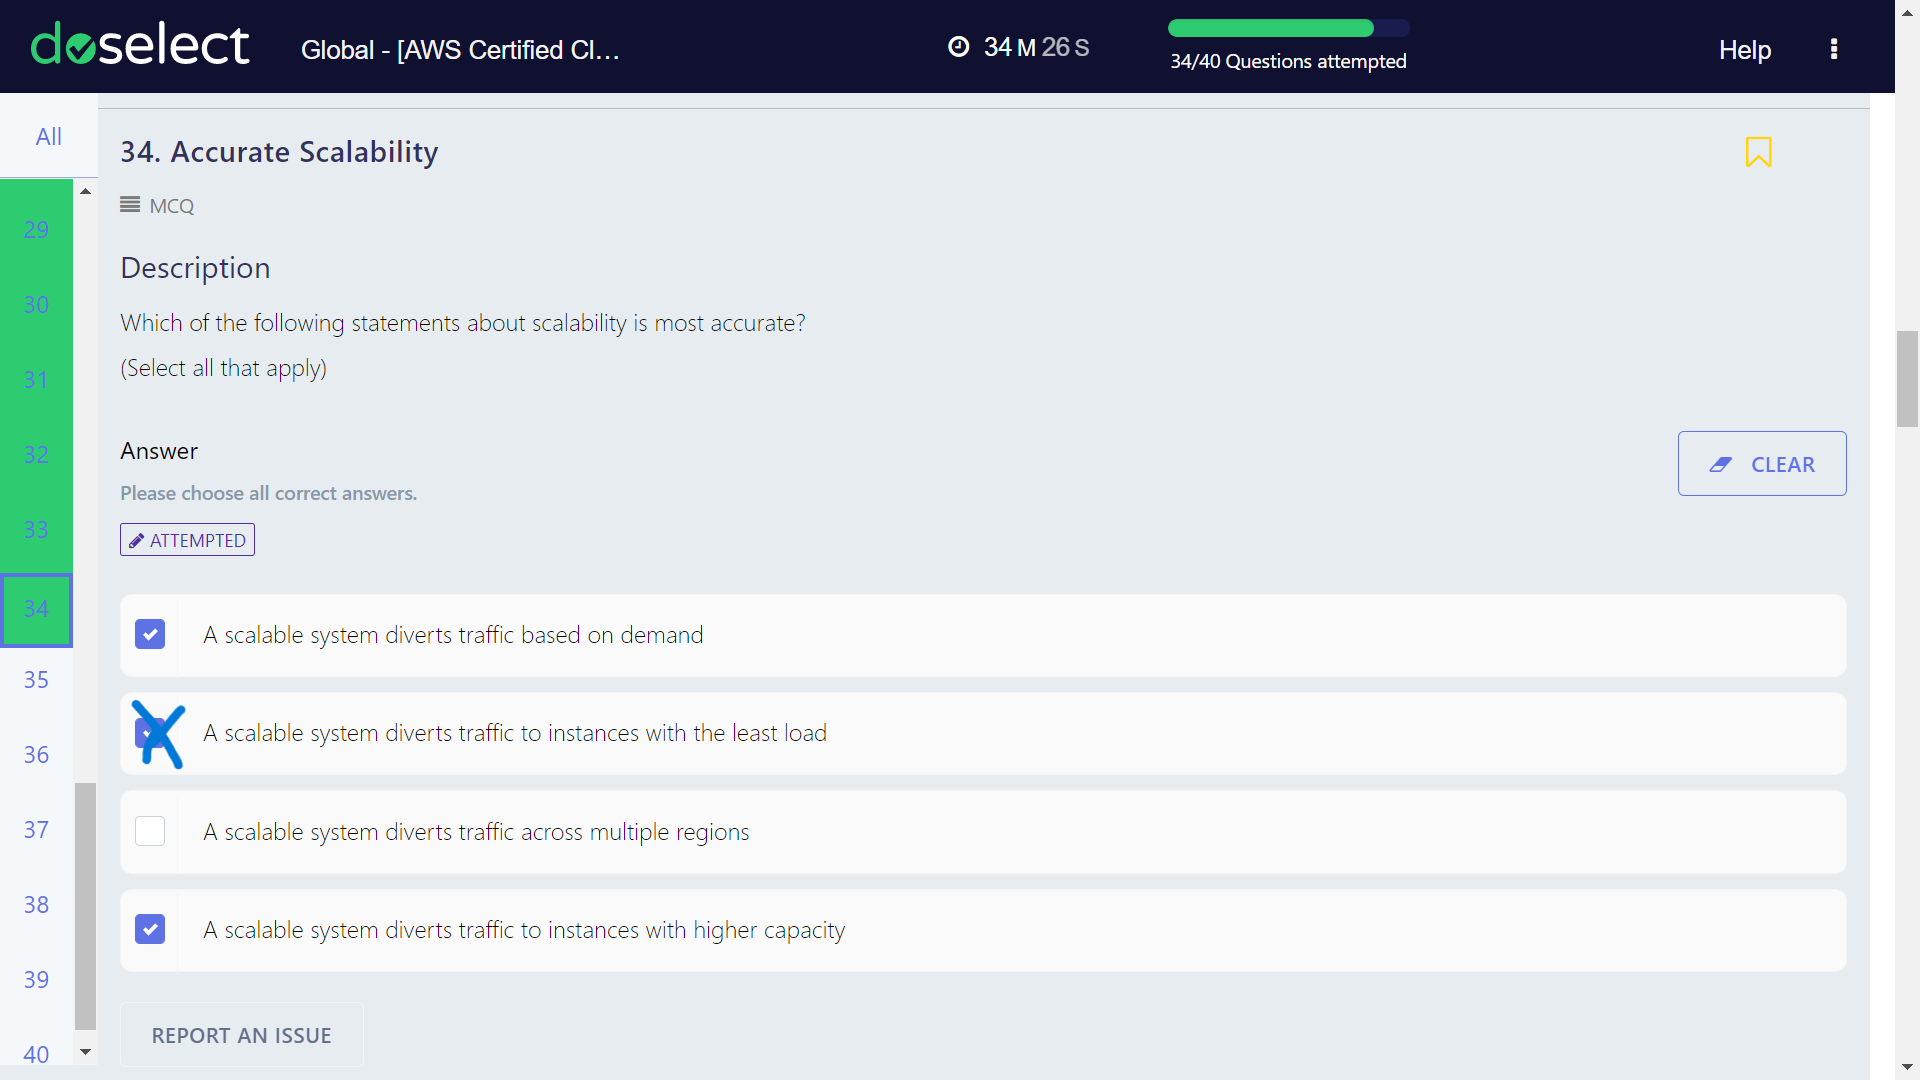 doselect
Global - [AWS Certified Cl...
34 M 26 S
34/40 Questions attempted
Help
All
29
30
31
32
33
34
35
36
37
38
39
40
34. Accurate Scalability
MCQ
Description
Which of the following statements about scalability is most accurate?
(Select all that apply)
Answer
Please choose all correct answers.
CLEAR
ATTEMPTED
A scalable system diverts traffic based on demand
A scalable system diverts traffic to instances with the least load
A scalable system diverts traffic across multiple regions
A scalable system diverts traffic to instances with higher capacity
REPORT AN ISSUE